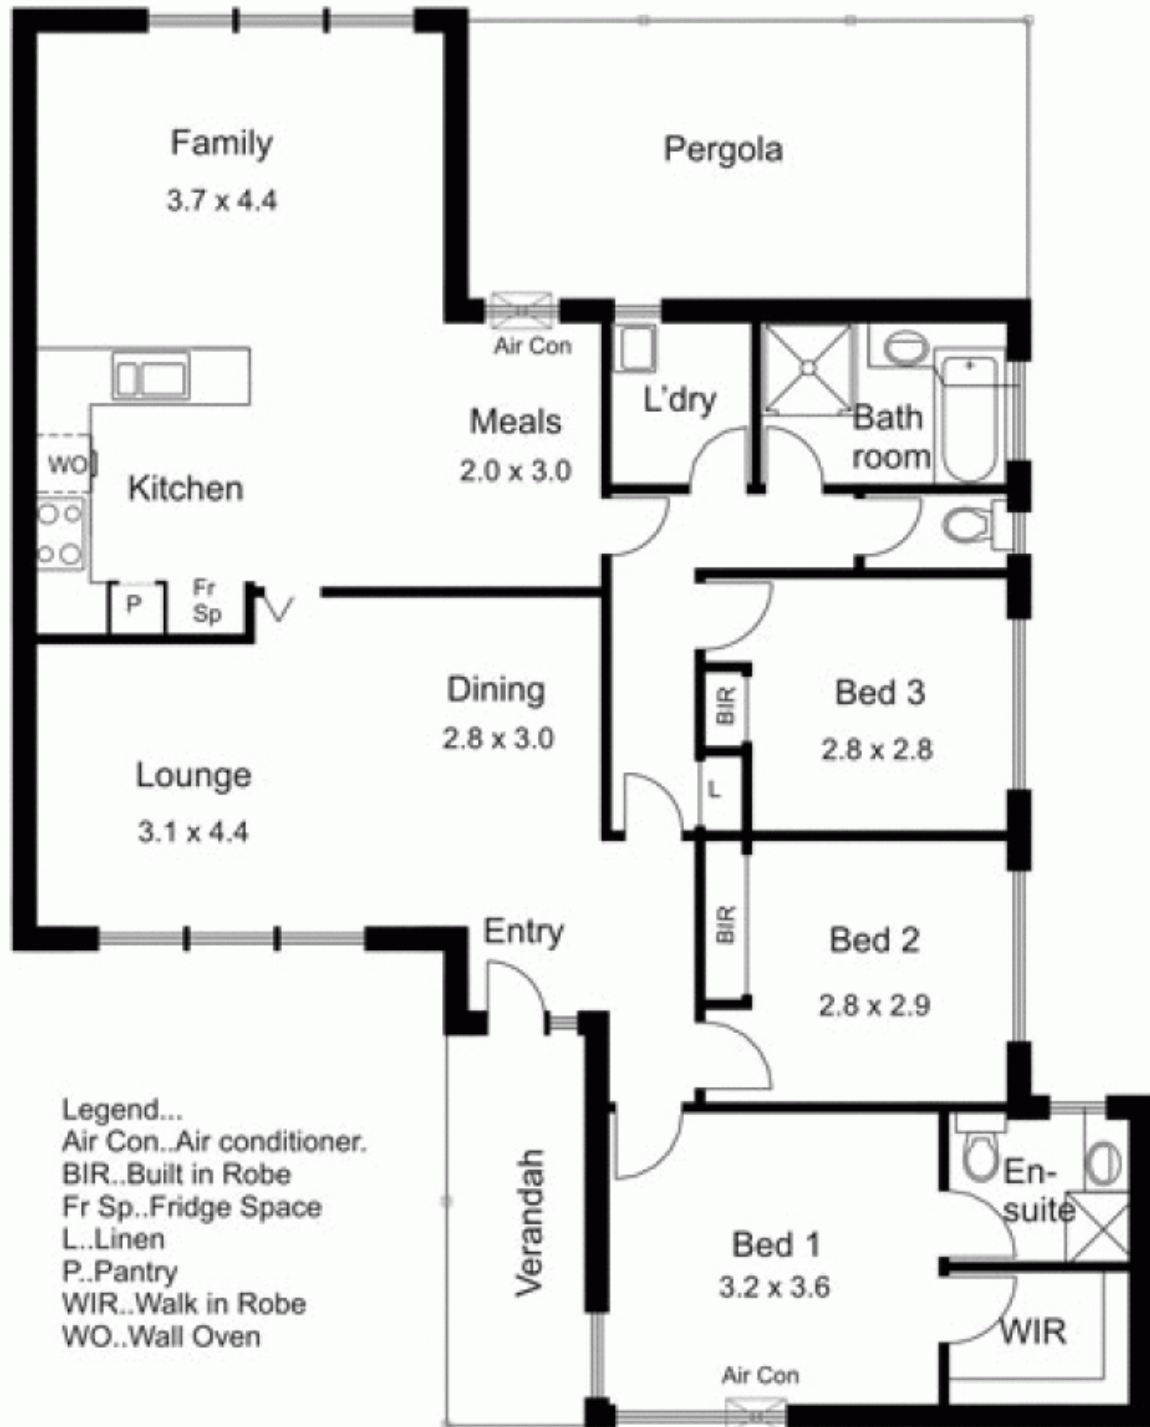 Family
3.7 x 4.4
Pergola
Air Con
L'dry
Meals
2.0 x 3.0
Bath
room
WO
Kitchen
P
Fr
Sp
Dining
2.8 x 3.0
BIR
Bed 3
2.8 x 2.8
Lounge
3.1 x 4.4
L
Entry
BIR
Bed 2
2.8 x 2.9
Legend...
Air Con..Air conditioner.
BIR..Built in Robe
Fr Sp..Fridge Space
L..Linen
P..Pantry
WIR..Walk in Robe
WO..Wall Oven
Verandah
En-
suite
Bed 1
3.2 x 3.6
WIR
Air Con